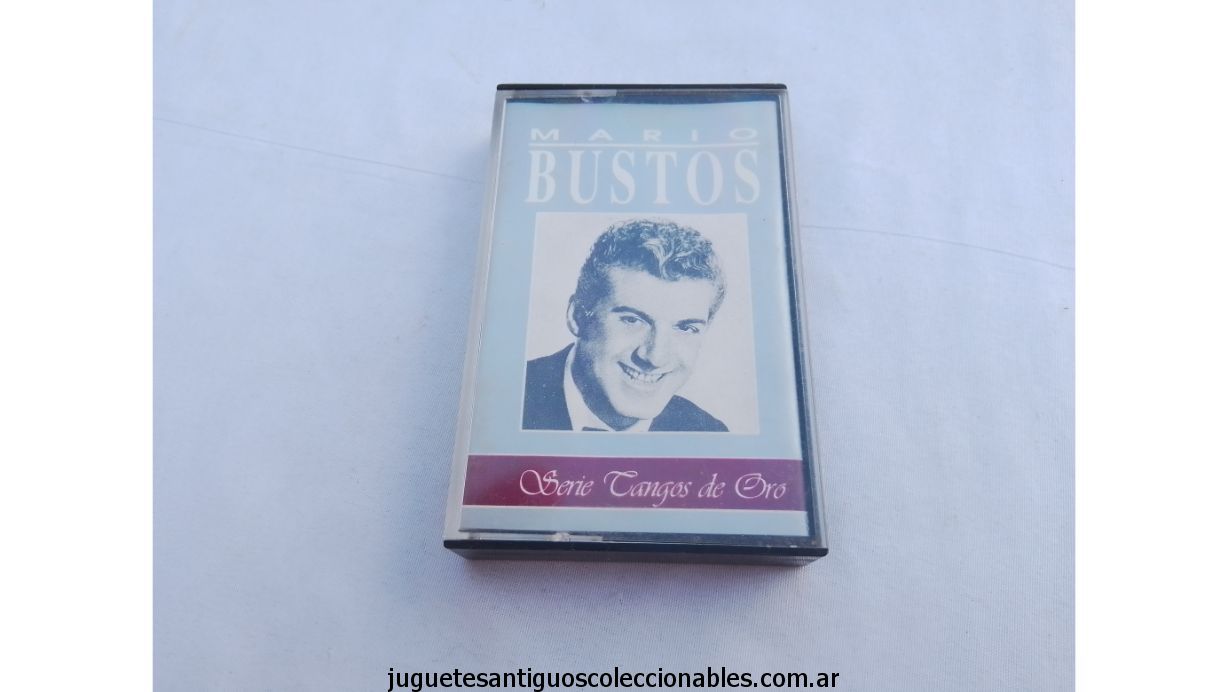 MARIO
BUSTOS
Serie Tangos de Oro
juguetesantiguoscoleccionables.com.ar